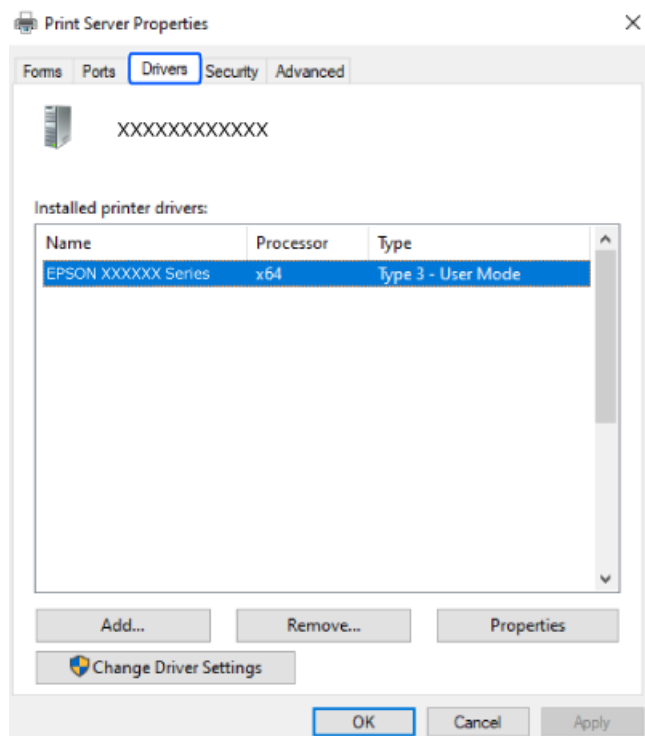 Print Server Properties
Forms Ports Drivers Security Advanced
XXXXXXXXXXXX
Installed printer drivers:
Name Processor Type
EPSON XXXXXX Series x64 Type 3 - User Mode
Add... Remove... Properties
Change Driver Settings
OK Cancel Apply